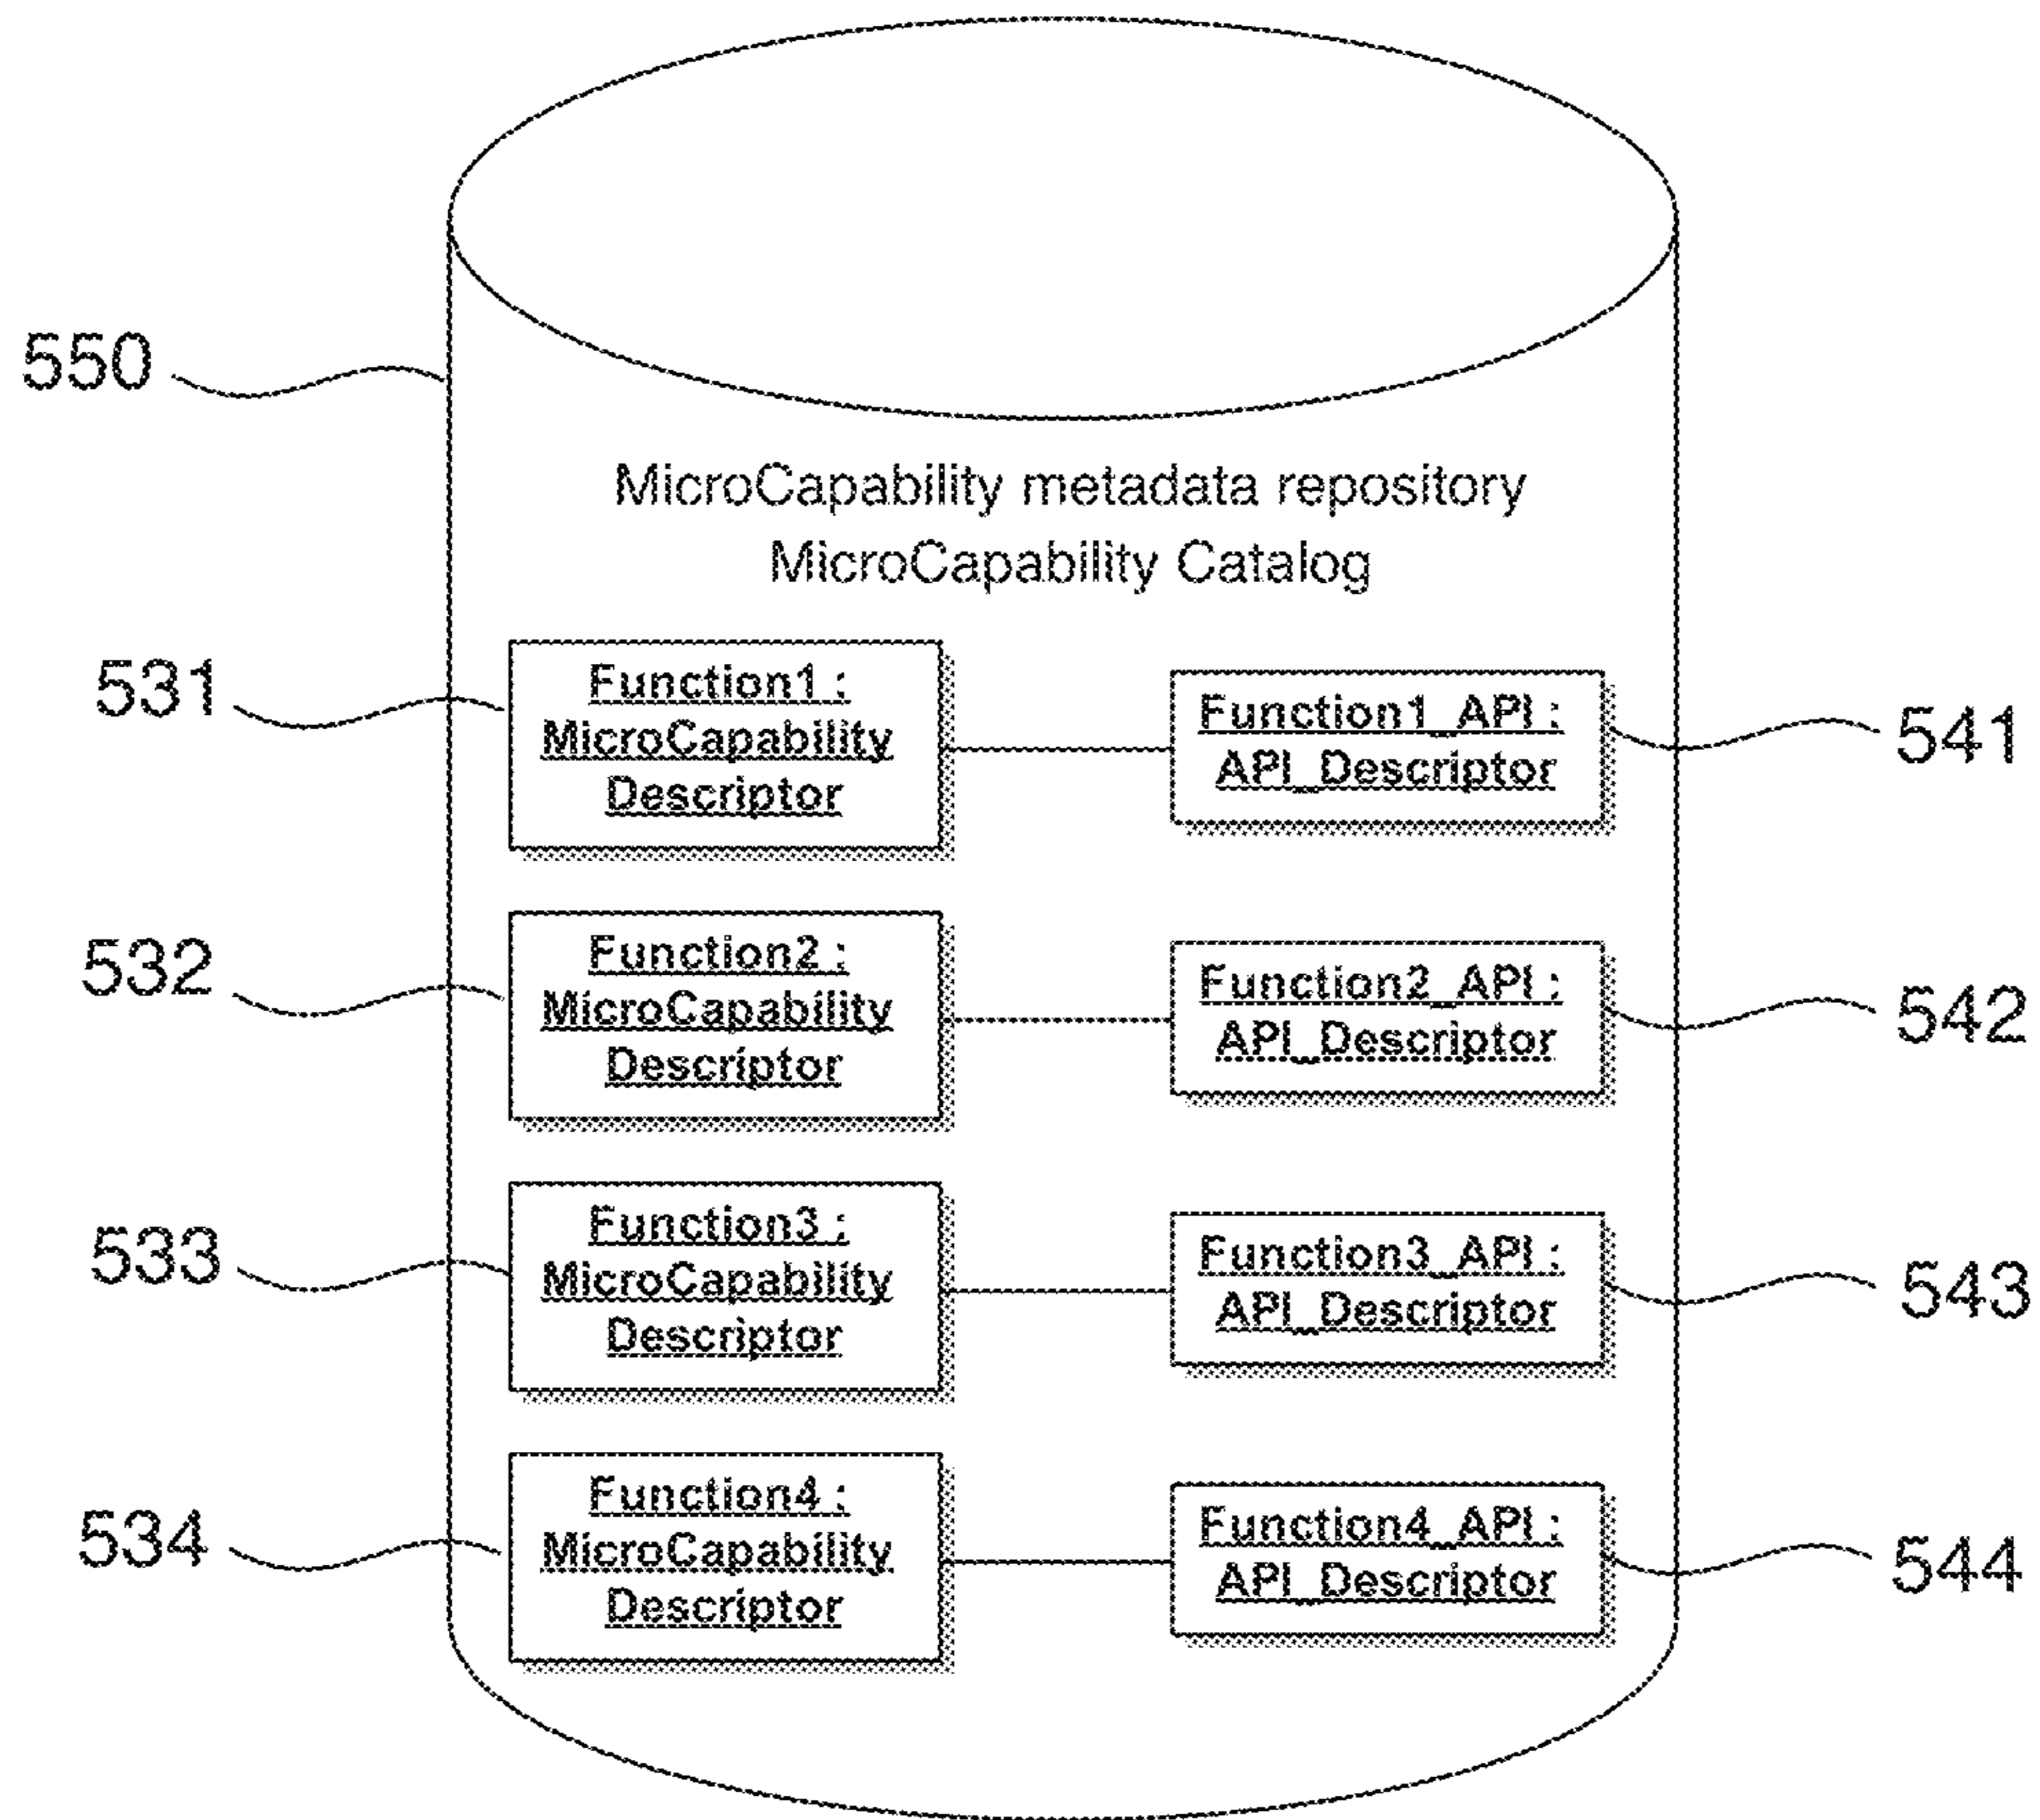 550
MicroCapability metadata repository
MicroCapability Catalog
531
Function1 :
MicroCapability
Descriptor
Function1_API :
API_Descriptor
541
532
Function2 :
MicroCapability
Descriptor
Function2_API :
API_Descriptor
542
533
Function3 :
MicroCapability
Descriptor
Function3_API :
API_Descriptor
543
534
Function4 :
MicroCapability
Descriptor
Function4_API :
API_Descriptor
544